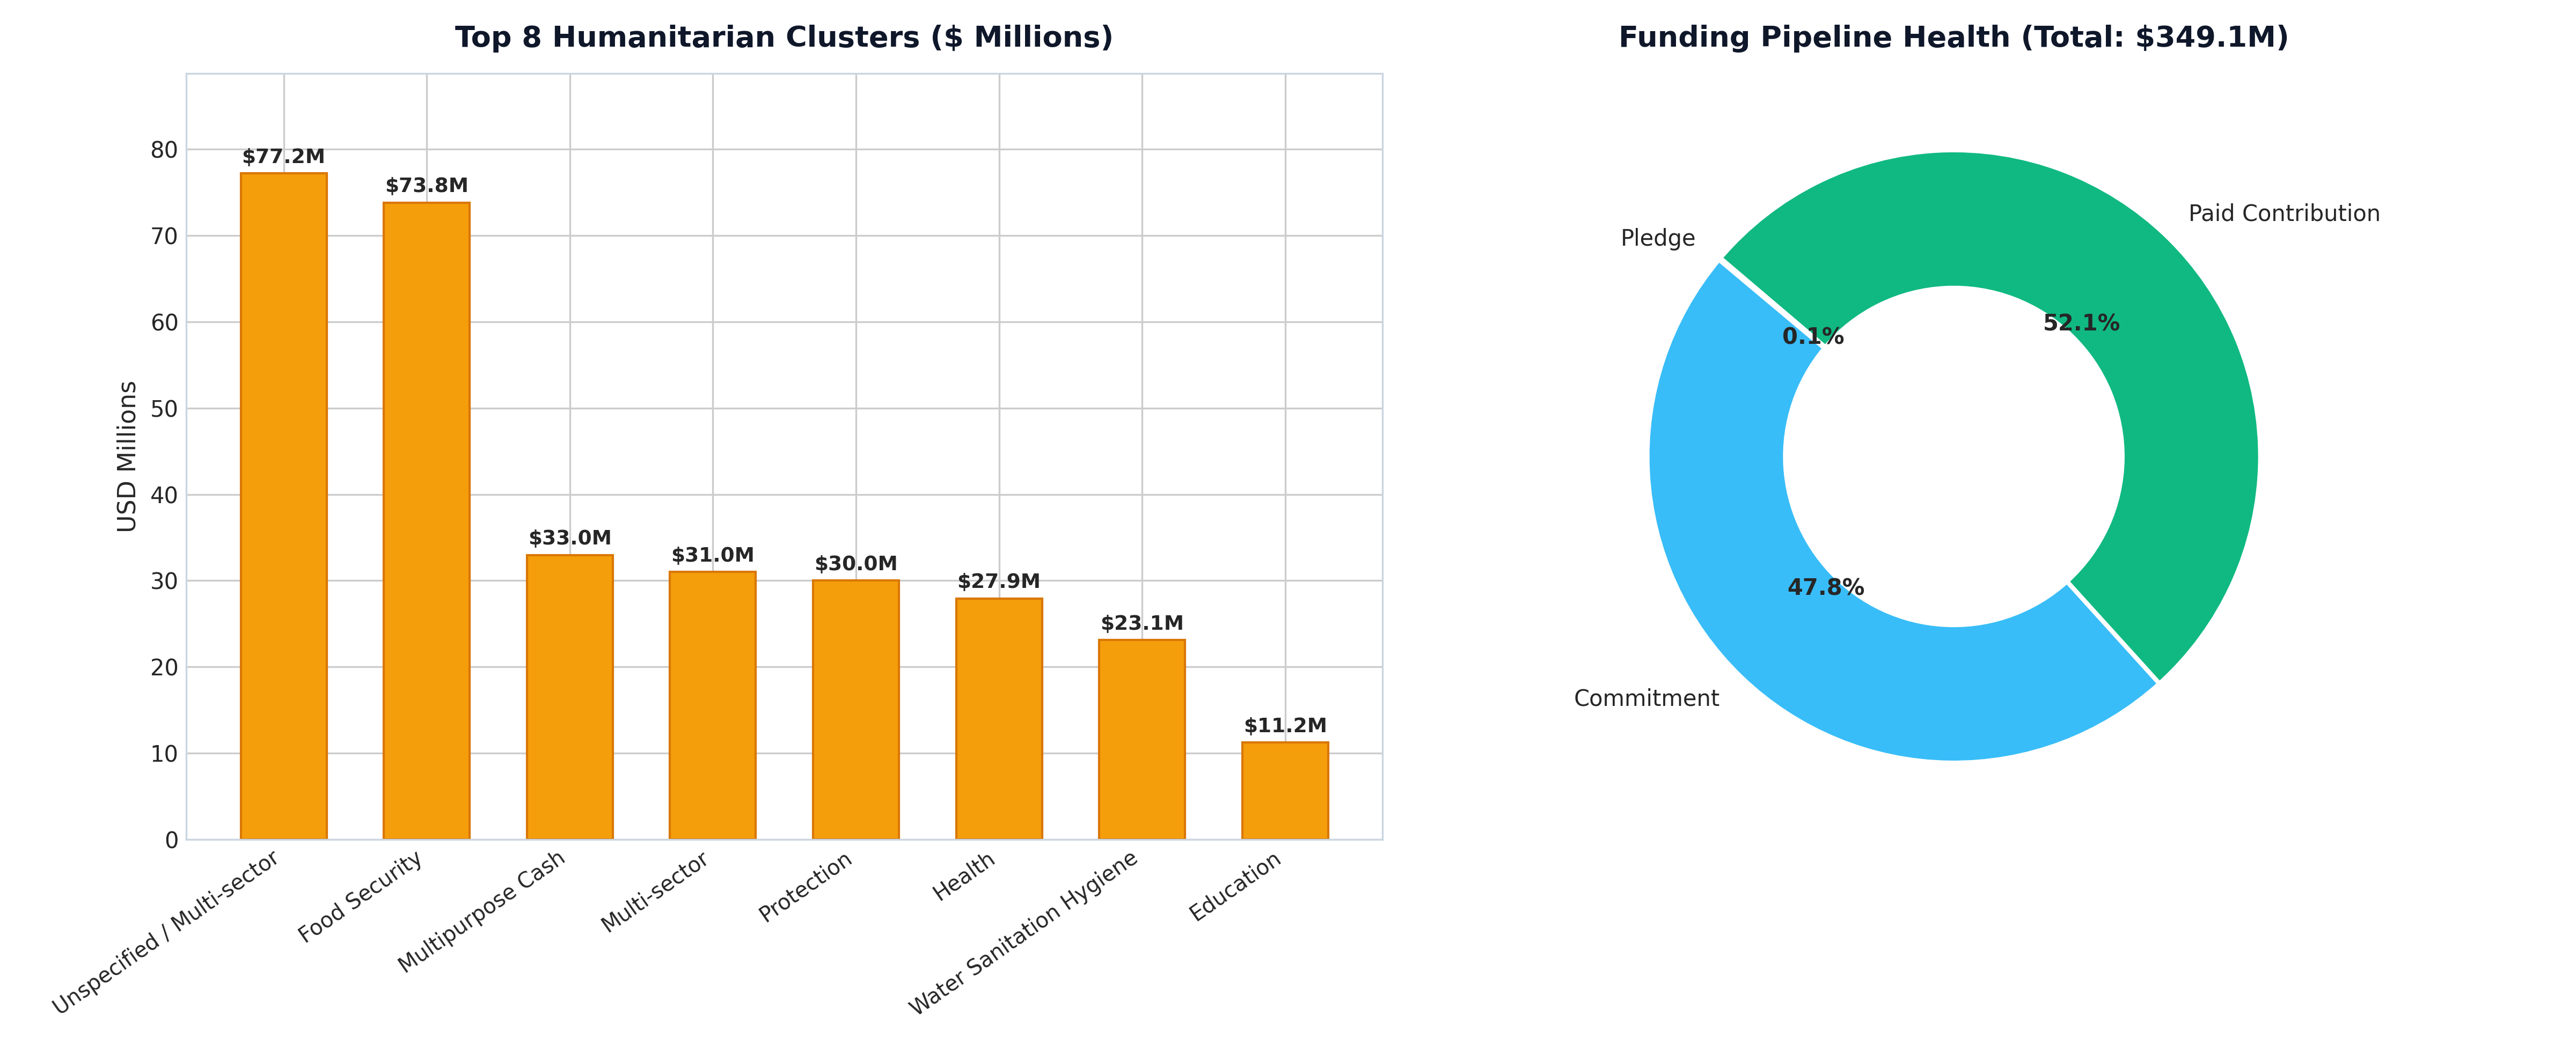 Top 8 Humanitarian Clusters ($ Millions)
USD Millions
80
70
60
50
40
30
20
10
0
$77.2M
$73.8M
$33.0M
$31.0M
$30.0M
$27.9M
$23.1M
$11.2M
Unspecified / Multi-sector
Food Security
Multipurpose Cash
Multi-sector
Protection
Health
Water Sanitation Hygiene
Education
Funding Pipeline Health (Total: $349.1M)
Paid Contribution
Pledge
52.1%
0.1%
47.8%
Commitment